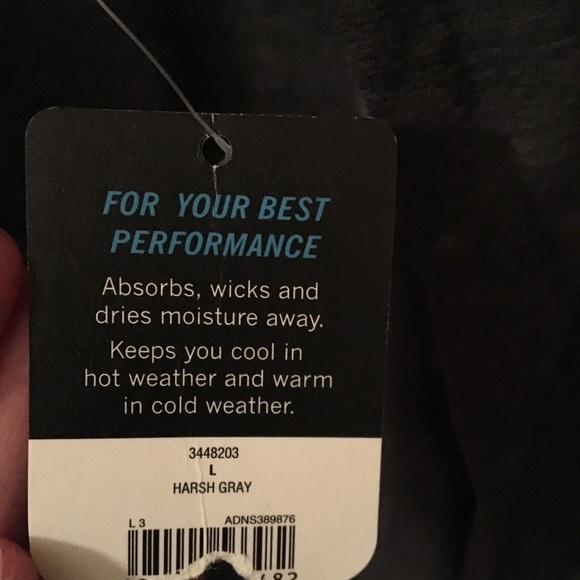 FOR YOUR BEST
PERFORMANCE
Absorbs, wicks and
dries moisture away.
Keeps you cool in
hot weather and warm
in cold weather.
3448203
L
HARSH GRAY
L 3 ADNS389876